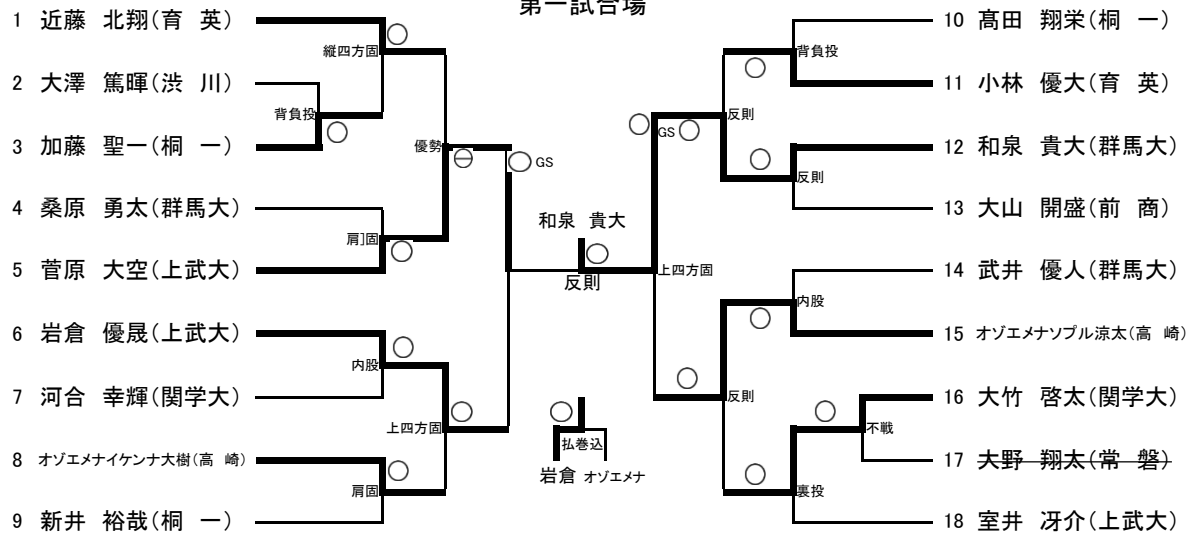 第一試合場
1 近藤 北翔(育 英)
縦四方固
2 大澤 篤暉(渋 川)
背負投
3 加藤 聖一(桐 一)
優勢
GS
4 桑原 勇太(群馬大)
肩]固
5 菅原 大空(上武大)
6 岩倉 優晟(上武大)
内股
7 河合 幸輝(関学大)
上四方固
8 オゾエメナイケンナ大樹(高 崎)
肩固
9 新井 裕哉(桐 一)
和泉 貴大
反則
払巻込
岩倉 オゾエメナ
10 髙田 翔栄(桐 一)
背負投
11 小林 優大(育 英)
反則
GS
12 和泉 貴大(群馬大)
反則
13 大山 開盛(前 商)
上四方固
14 武井 優人(群馬大)
内股
15 オゾエメナソプル涼太(高 崎)
反則
16 大竹 啓太(関学大)
不戦
17 大野 翔太(常 磐)
裏投
18 室井 冴介(上武大)